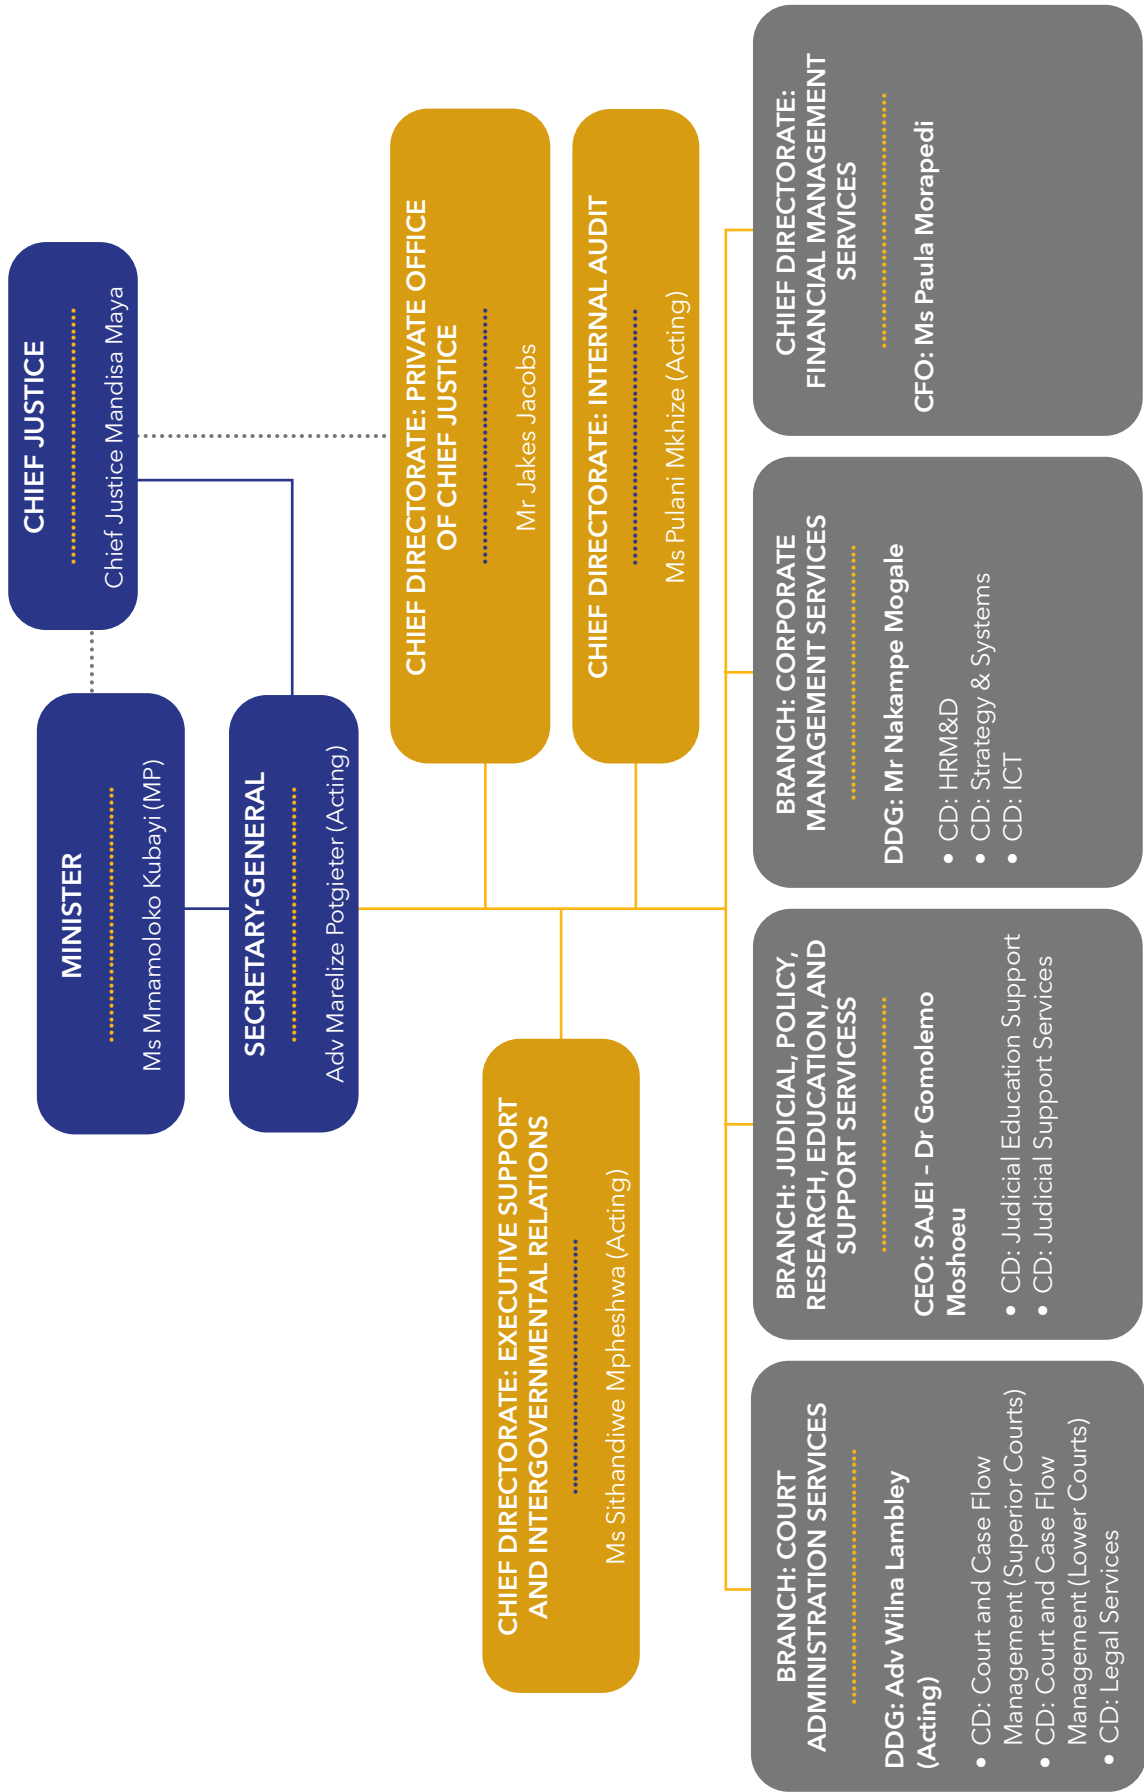 MINISTER
Ms Mmamoloko Kubayi (MP)
CHIEF JUSTICE
Chief Justice Mandisa Maya
SECRETARY-GENERAL
Adv Marelize Potgieter (Acting)
CHIEF DIRECTORATE: PRIVATE OFFICE
OF CHIEF JUSTICE
Mr Jakes Jacobs
CHIEF DIRECTORATE: EXECUTIVE SUPPORT
AND INTERGOVERNMENTAL RELATIONS
Ms Sithandiwe Mpheshwa (Acting)
CHIEF DIRECTORATE: INTERNAL AUDIT
Ms Pulani Mkhize (Acting)
BRANCH: COURT
ADMINISTRATION SERVICES
DDG: Adv Wilna Lambley
(Acting)
• CD: Court and Case Flow
Management (Superior Courts)
• CD: Court and Case Flow
Management (Lower Courts)
• CD: Legal Services
BRANCH: JUDICIAL, POLICY,
RESEARCH, EDUCATION, AND
SUPPORT SERVICESS
CEO: SAJEI – Dr Gomolemo
Moshoeu
• CD: Judicial Education Support
• CD: Judicial Support Services
BRANCH: CORPORATE
MANAGEMENT SERVICES
DDG: Mr Nakampe Mogale
• CD: HRM&D
• CD: Strategy & Systems
• CD: ICT
CHIEF DIRECTORATE:
FINANCIAL MANAGEMENT
SERVICES
CFO: Ms Paula Morapedi